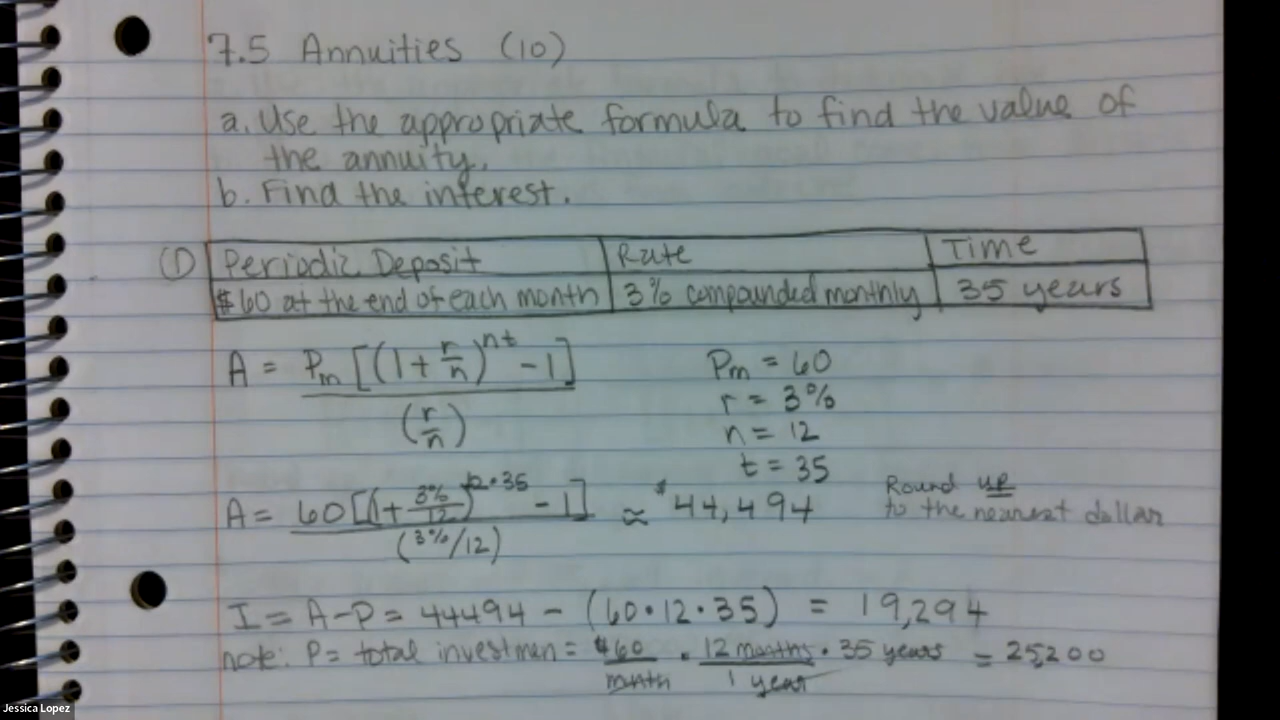 7.5 Annuities (10)
a. Use the appropriate formula to find the value of
the annuity.
b. Find the interest.
① Periodic Deposit | Rate | Time
$60 at the end of each month | 3% compounded monthly | 35 years
A = Pm [(1 + r/n)^nt - 1] / (r/n)
Pm = 60
r = 3%
n = 12
t = 35
A = 60[(1 + 3%/12)^12•35 - 1] / (3%/12) ≈ $44,494
Round up
to the nearest dollar
I = A-P = 44494 - (60•12•35) = 19,294
note: P = total investmen = $60/month • 12 months/1 year • 35 years = 25,200
Jessica Lopez